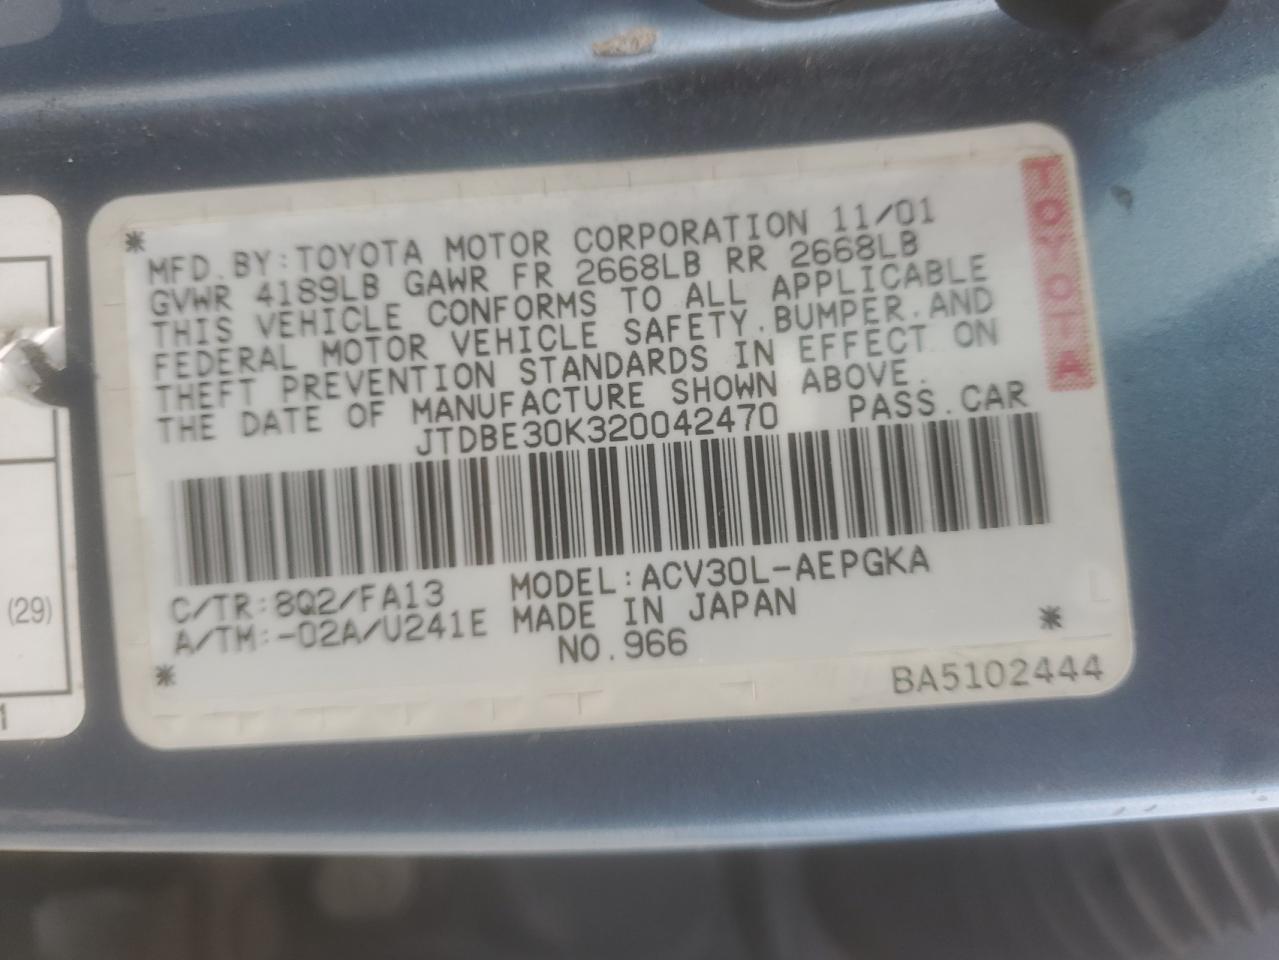 MFD. BY: TOYOTA MOTOR CORPORATION 11/01
GVWR 4189LB GAWR FR 2668LB RR 2668LB
THIS VEHICLE CONFORMS TO ALL APPLICABLE
FEDERAL MOTOR VEHICLE SAFETY, BUMPER, AND
THEFT PREVENTION STANDARDS IN EFFECT ON
THE DATE OF MANUFACTURE SHOWN ABOVE.
JTDBE30K320042470 PASS. CAR
C/TR: 8Q2/FA13 MODEL: ACV30L-AEPGKA
A/TM: -02A/U241E MADE IN JAPAN
NO. 966
BA5102444
TOYOTA
(29)
1